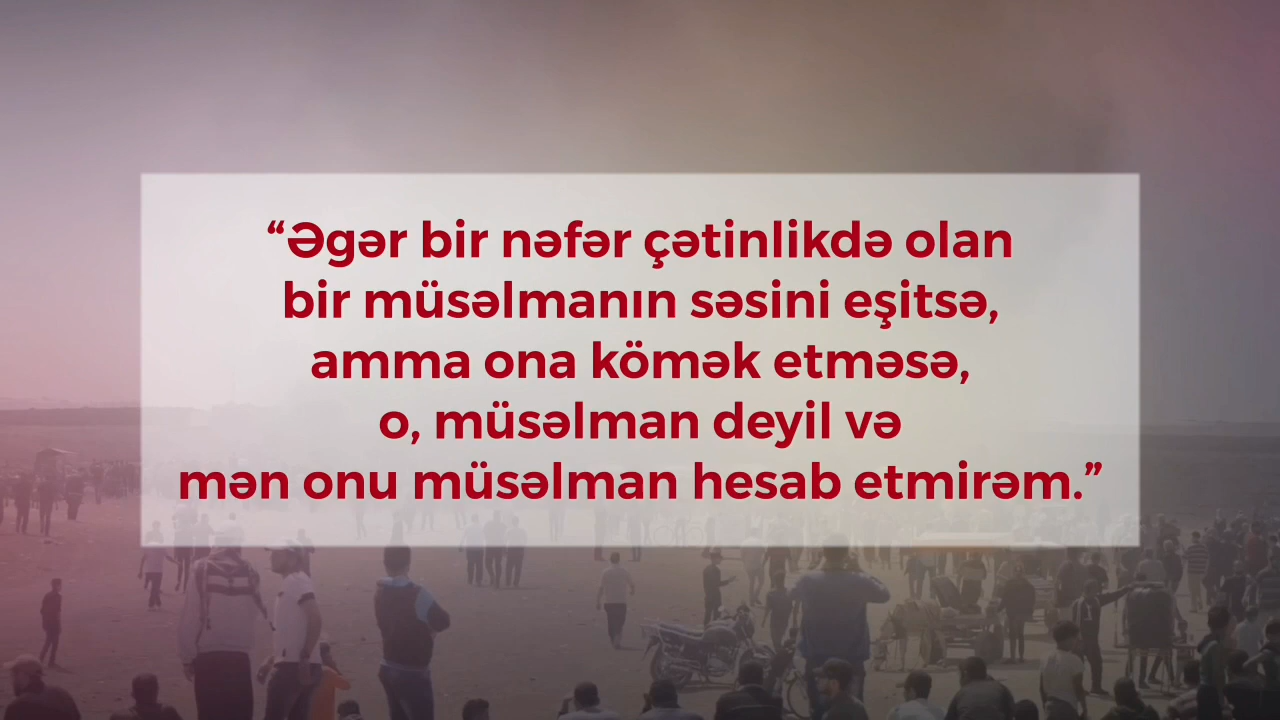 “Əgər bir nəfər çətinlikdə olan
bir müsəlmanın səsini eşitsə,
amma ona kömək etməsə,
o, müsəlman deyil və
mən onu müsəlman hesab etmirəm.”